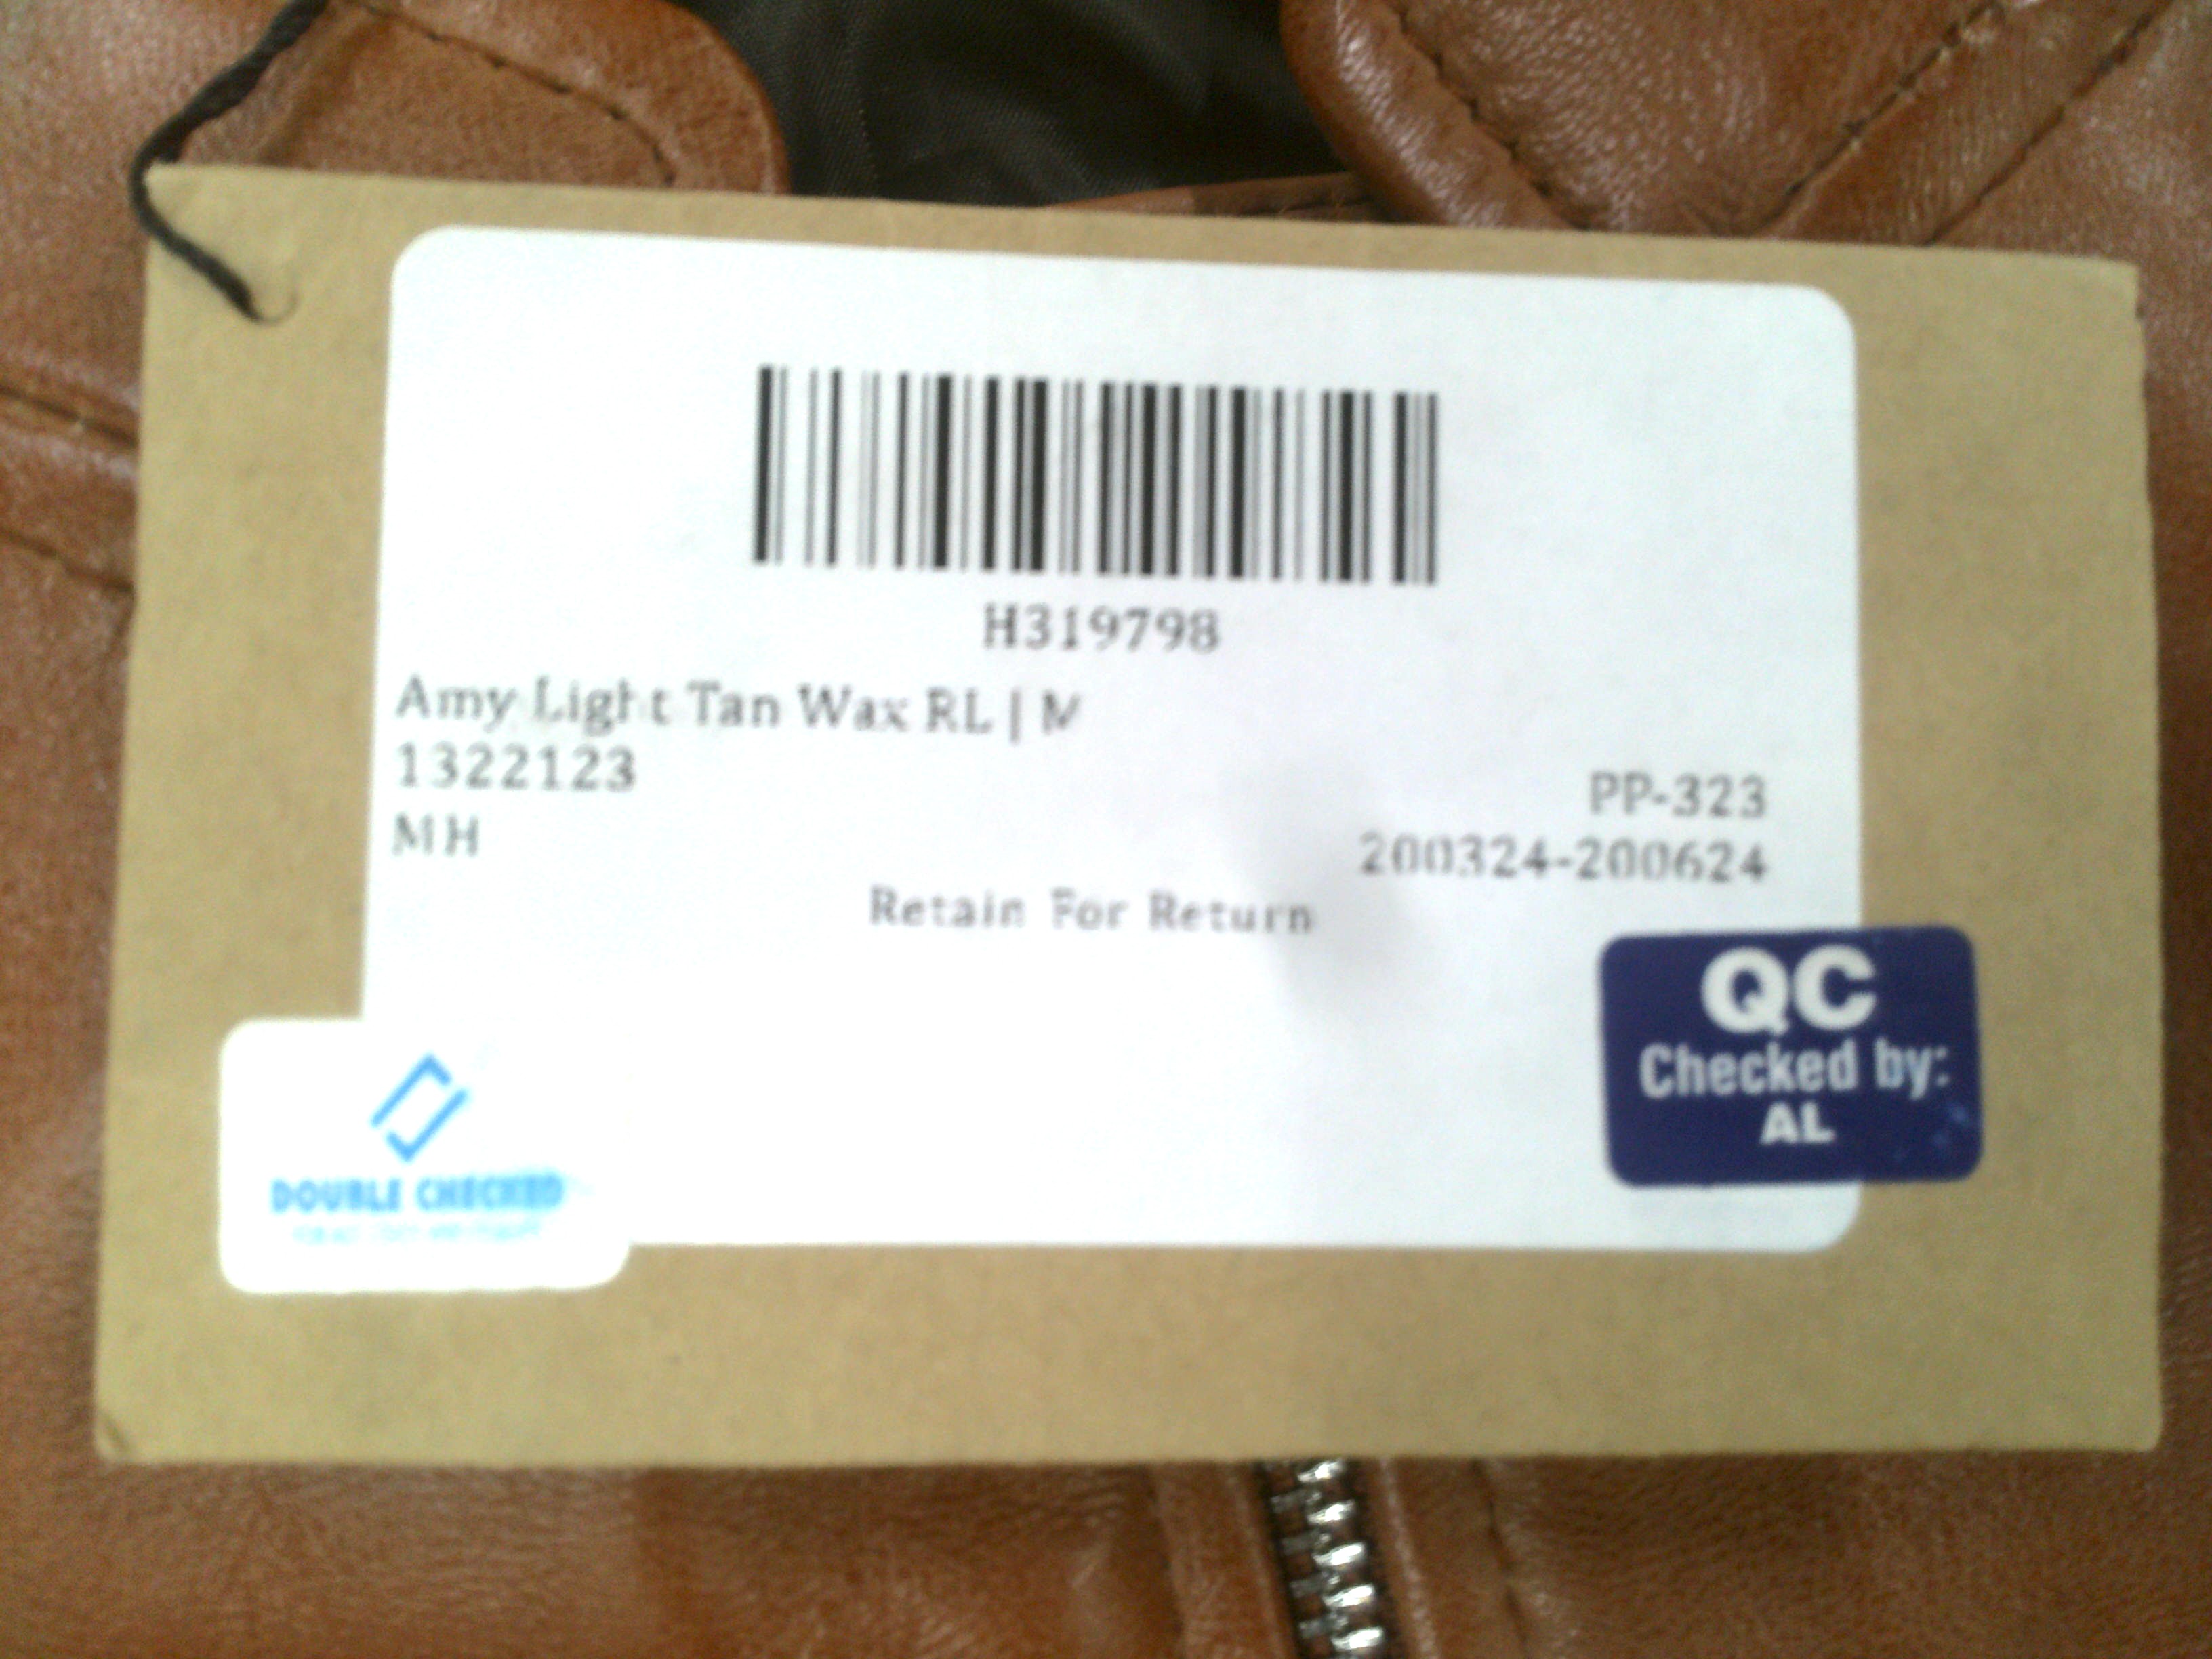 H319798
Amy Light Tan Wax RL | M
1322123
PP-323
MH
200324-200624
Retain For Return
QC
Checked by:
AL
DOUBLE CHECKED